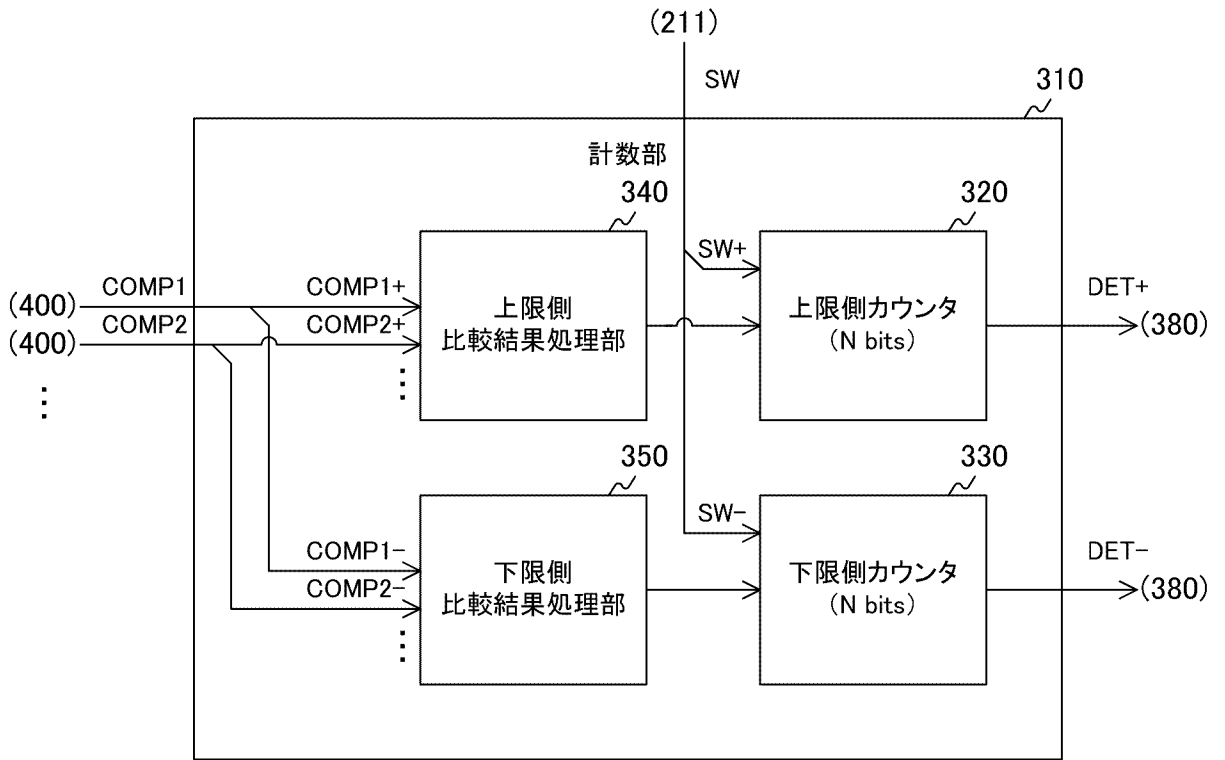 (211)
SW
310
計数部
340
320
SW+
COMP1
COMP1+
(400)
上限側
比較結果処理部
上限側カウンタ
(N bits)
DET+
COMP2
COMP2+
(400)
(380)
⋮
⋮
350
330
SW-
COMP1-
下限側
比較結果処理部
下限側カウンタ
(N bits)
DET-
COMP2-
(380)
⋮